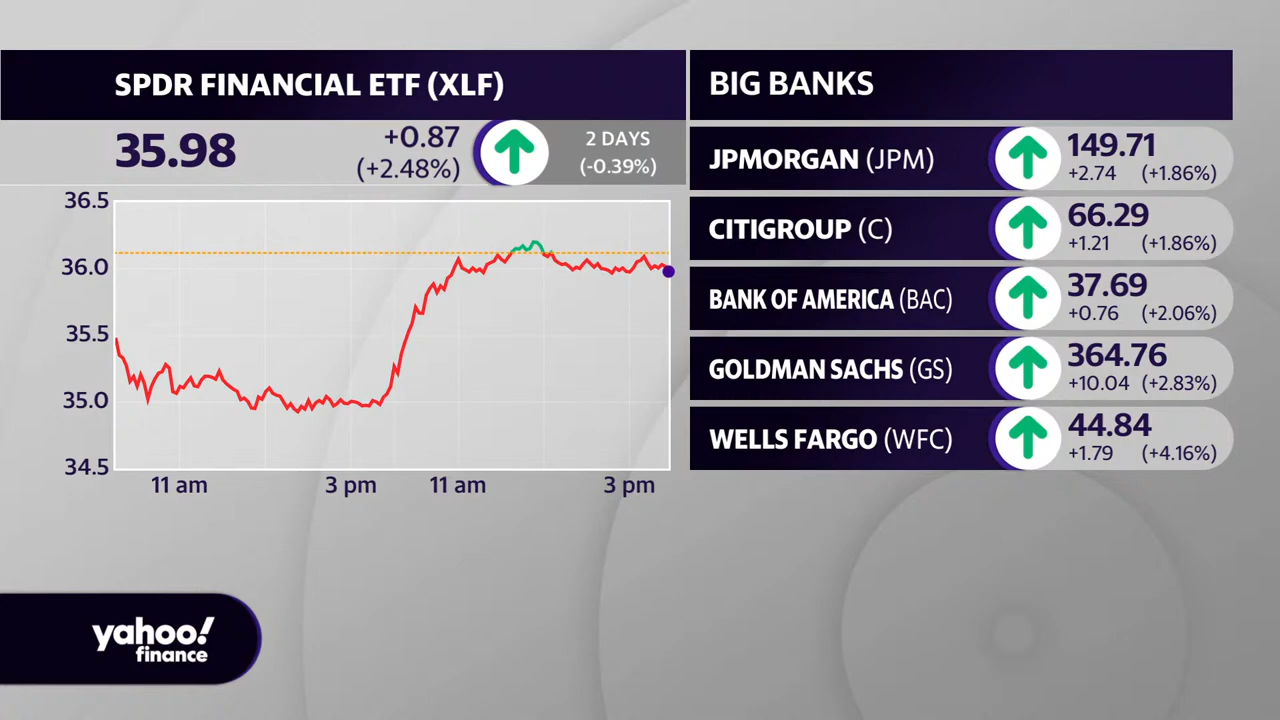 SPDR FINANCIAL ETF (XLF)
35.98
+0.87
(+2.48%)
2 DAYS
(-0.39%)
36.5
36.0
35.5
35.0
34.5
11 am 3 pm 11 am 3 pm
BIG BANKS
JPMORGAN (JPM)
149.71
+2.74 (+1.86%)
CITIGROUP (C)
66.29
+1.21 (+1.86%)
BANK OF AMERICA (BAC)
37.69
+0.76 (+2.06%)
GOLDMAN SACHS (GS)
364.76
+10.04 (+2.83%)
WELLS FARGO (WFC)
44.84
+1.79 (+4.16%)
yahoo!
finance